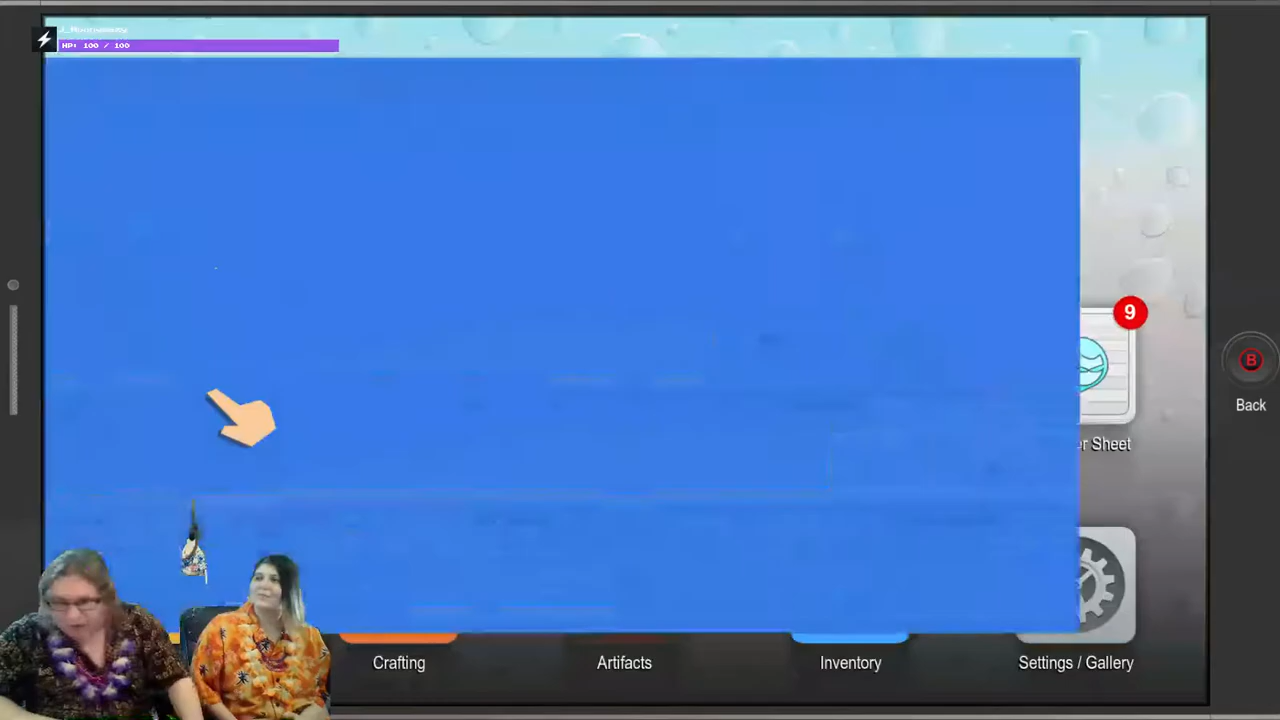 HP: 100 / 100
9
er Sheet
B
Back
Crafting
Artifacts
Inventory
Settings / Gallery